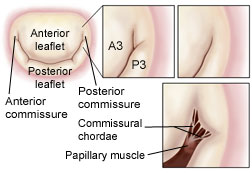 Anterior
leaflet
Posterior
leaflet
Anterior
commissure
Posterior
commissure
A3
P3
Commissural
chordae
Papillary muscle